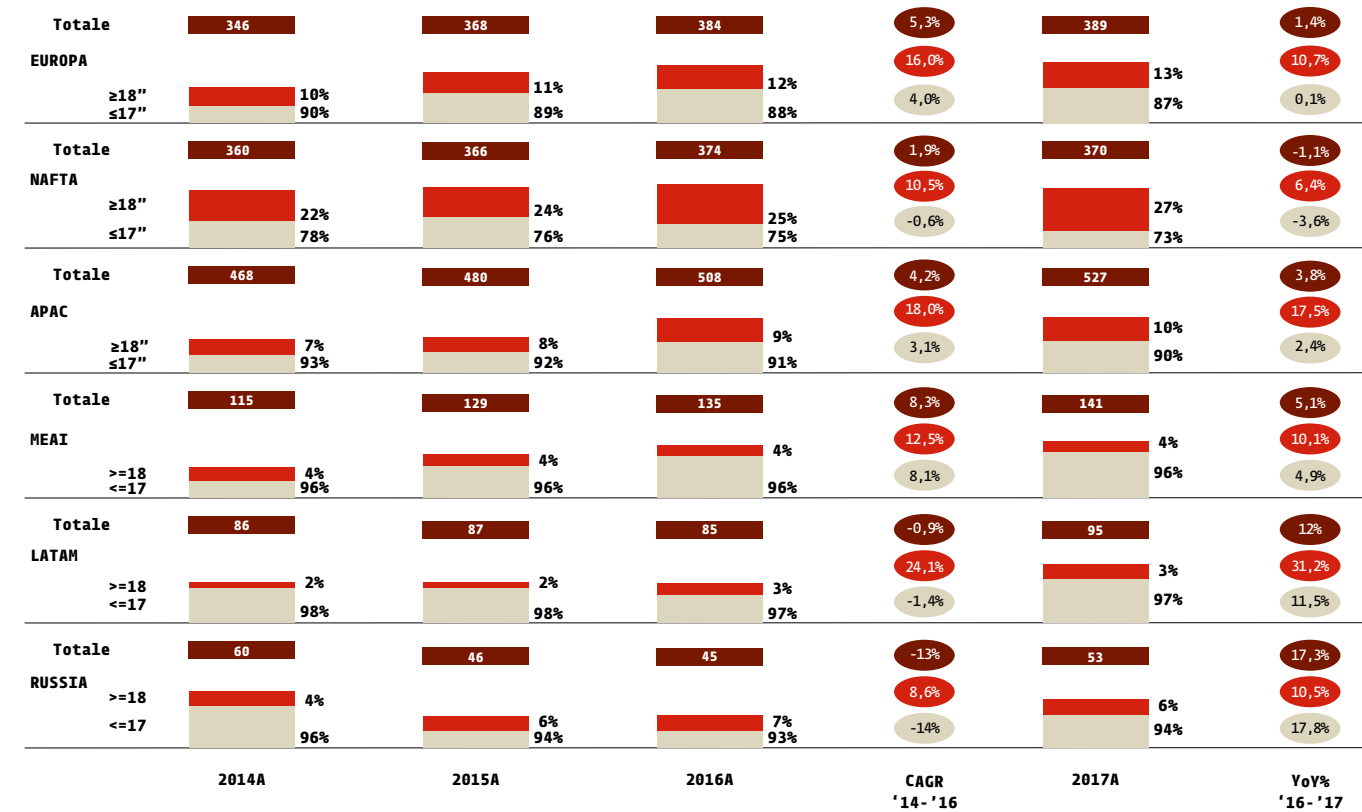 Totale 346 368 384 5,3% 389 1,4%
EUROPA 16,0% 10,7%
≥18” 10% 11% 12% 13%
≤17” 90% 89% 88% 4,0% 87% 0,1%
Totale 360 366 374 1,9% 370 -1,1%
NAFTA 10,5% 6,4%
≥18” 22% 24% 25% 27%
≤17” 78% 76% 75% -0,6% 73% -3,6%
Totale 468 480 508 4,2% 527 3,8%
APAC 18,0% 17,5%
≥18” 7% 8% 9% 10%
≤17” 93% 92% 91% 3,1% 90% 2,4%
Totale 115 129 135 8,3% 141 5,1%
MEAI 12,5% 10,1%
>=18 4% 4% 4% 4%
<=17 96% 96% 96% 8,1% 96% 4,9%
Totale 86 87 85 -0,9% 95 12%
LATAM 24,1% 31,2%
>=18 2% 2% 3% 3%
<=17 98% 98% 97% -1,4% 97% 11,5%
Totale 60 46 45 -13% 53 17,3%
RUSSIA 8,6% 10,5%
>=18 4% 6% 7% 6%
<=17 96% 94% 93% -14% 94% 17,8%
2014A 2015A 2016A CAGR 2017A YoY%
‘14-’16 ‘16-’17